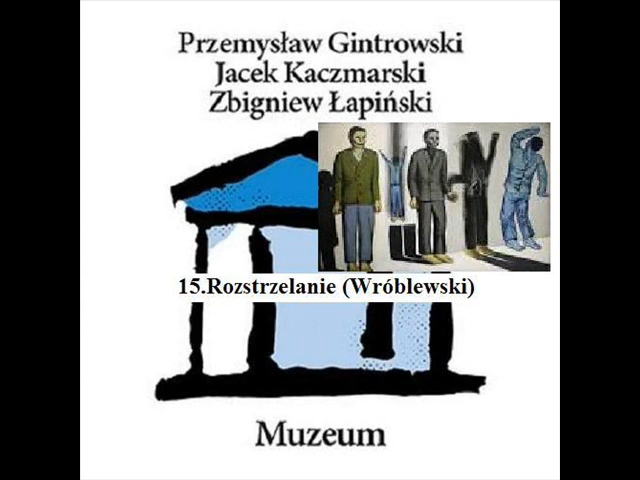 Przemysław Gintrowski
Jacek Kaczmarski
Zbigniew Łapiński
15.Rozstrzelanie (Wróblewski)
Muzeum